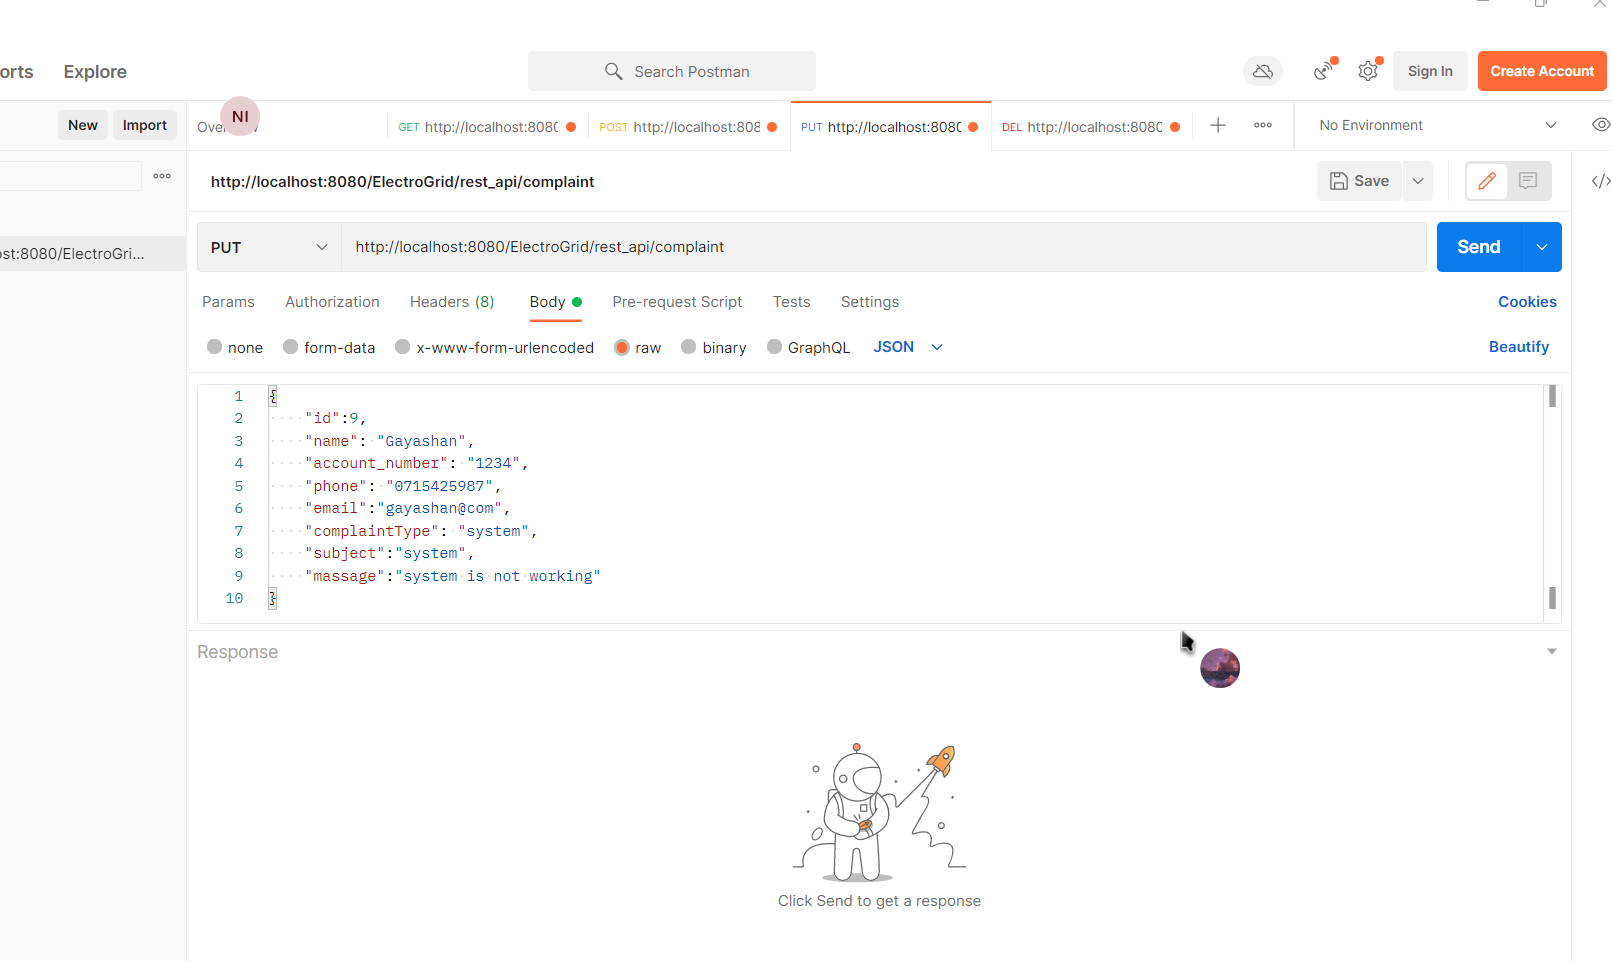 orts Explore Search Postman Sign In Create Account
New Import NI GET http://localhost:808 POST http://localhost:808 PUT http://localhost:808 DEL http://localhost:808 No Environment
http://localhost:8080/ElectroGrid/rest_api/complaint Save
ost:8080/ElectroGri...
PUT http://localhost:8080/ElectroGrid/rest_api/complaint Send
Params Authorization Headers (8) Body Pre-request Script Tests Settings Cookies
none form-data x-www-form-urlencoded raw binary GraphQL JSON Beautify
1 {
2 "id":9,
3 "name": "Gayashan",
4 "account_number": "1234",
5 "phone": "0715425987",
6 "email":"gayashan@com",
7 "complaintType": "system",
8 "subject":"system",
9 "massage":"system is not working"
10 }
Response
Click Send to get a response